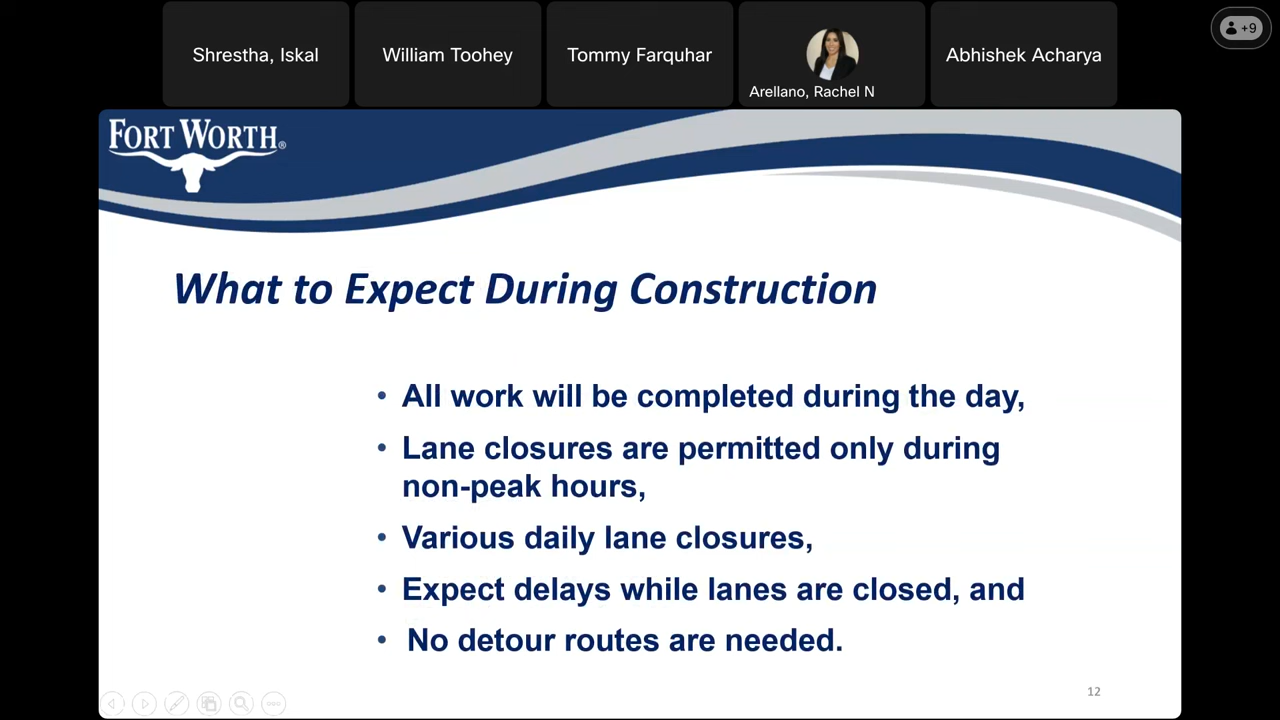 Shrestha, Iskal
William Toohey
Tommy Farquhar
Arellano, Rachel N
Abhishek Acharya
+9
FORT WORTH®
What to Expect During Construction
• All work will be completed during the day,
• Lane closures are permitted only during
non-peak hours,
• Various daily lane closures,
• Expect delays while lanes are closed, and
• No detour routes are needed.
12